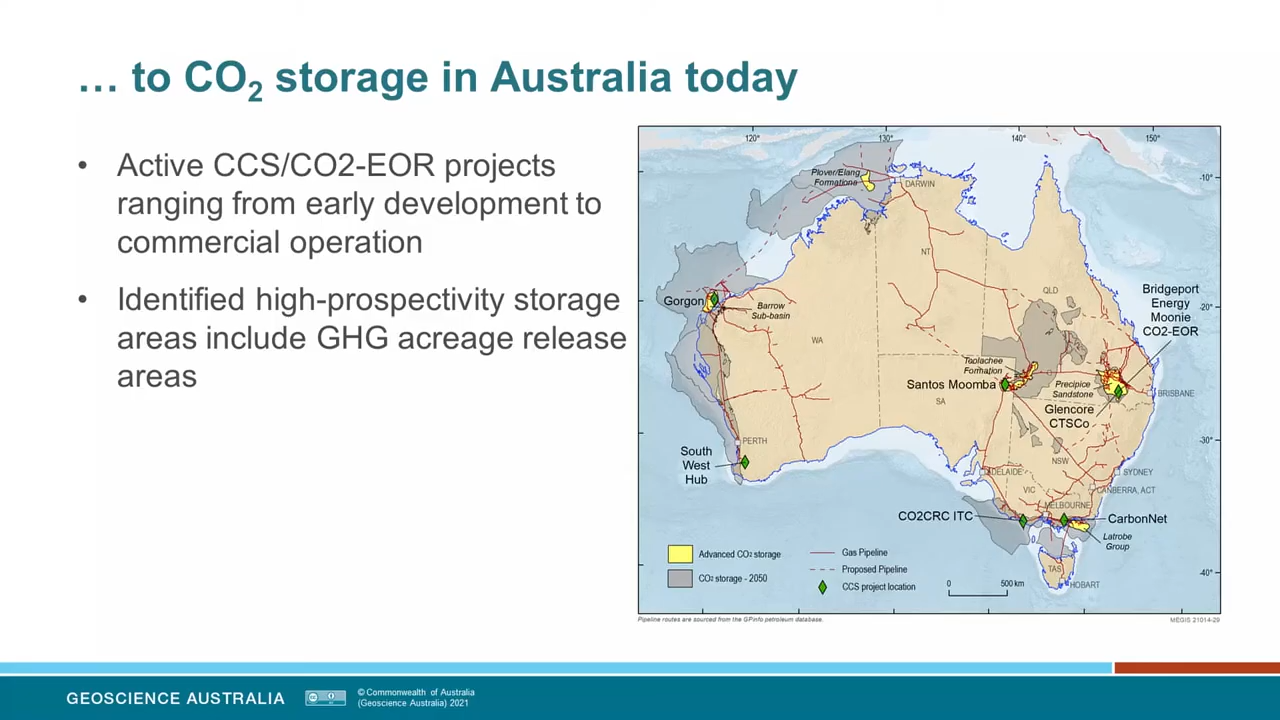 … to CO2 storage in Australia today
• Active CCS/CO2-EOR projects
ranging from early development to
commercial operation
• Identified high-prospectivity storage
areas include GHG acreage release
areas
120°
130°
140°
150°
Plover/Elang
Formations
DARWIN
-10°
NT
QLD
Bridgeport
Energy
Moonie
CO2-EOR
Gorgon
Barrow
Sub-basin
-20°
WA
Toolachee
Formation
Santos Moomba
Precipice
Sandstone
BRISBANE
SA
Glencore
CTSCo
-30°
PERTH
South
West
Hub
NSW
ADELAIDE
SYDNEY
VIC
CANBERRA, ACT
MELBOURNE
CO2CRC ITC
CarbonNet
Latrobe
Group
TAS
HOBART
-40°
Advanced CO2 storage
CO2 storage - 2050
Gas Pipeline
Proposed Pipeline
CCS project location
0
500 km
Pipeline routes are sourced from the GPinfo petroleum database.
MEGIS 21014-29
GEOSCIENCE AUSTRALIA
© Commonwealth of Australia
(Geoscience Australia) 2021